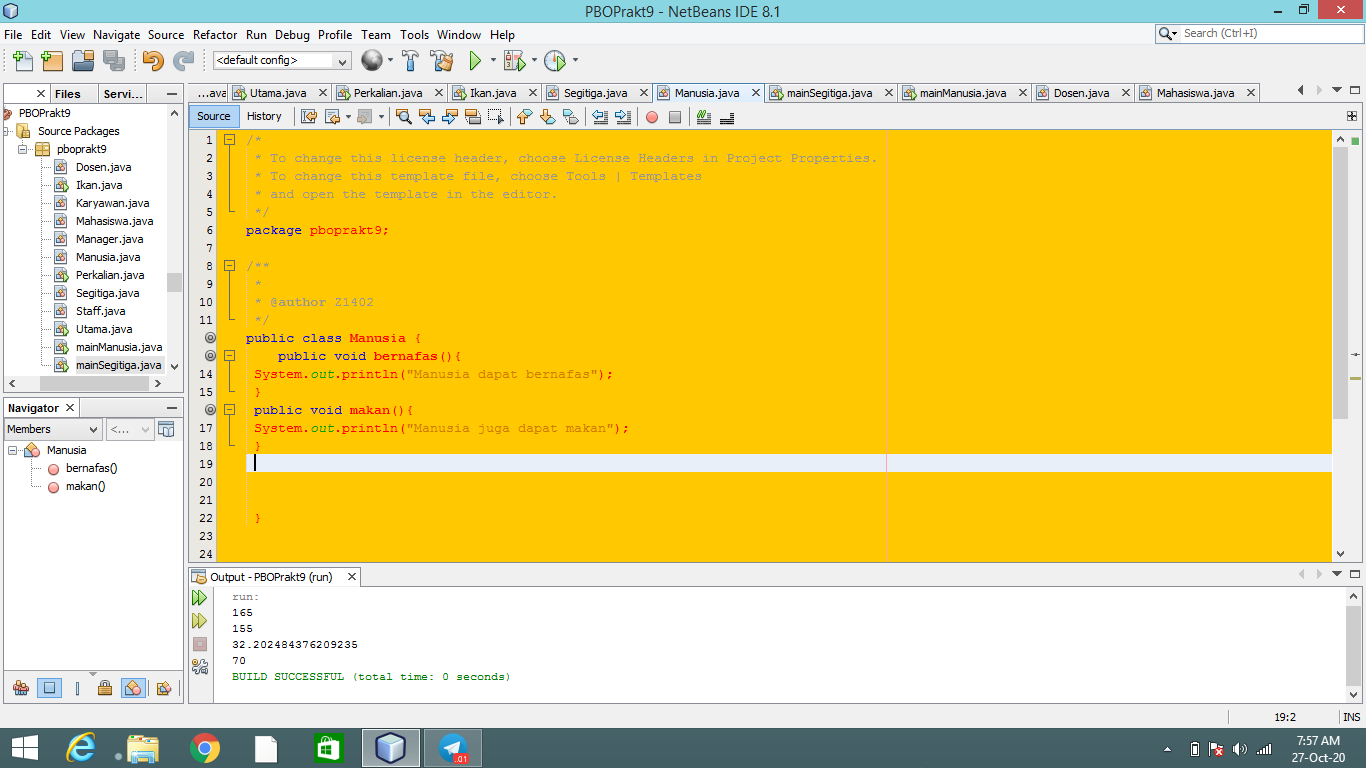 PBOPrakt9 - NetBeans IDE 8.1
File Edit View Navigate Source Refactor Run Debug Profile Team Tools Window Help
Search (Ctrl+I)
<default config>
Files Servi...
PBOPrakt9
Source Packages
pboprakt9
Dosen.java
Ikan.java
Karyawan.java
Mahasiswa.java
Manager.java
Manusia.java
Perkalian.java
Segitiga.java
Staff.java
Utama.java
mainManusia.java
mainSegitiga.java
Navigator
Members <...
Manusia
bernafas()
makan()
...ava Utama.java Perkalian.java Ikan.java Segitiga.java Manusia.java mainSegitiga.java mainManusia.java Dosen.java Mahasiswa.java
Source History
1 /*
2 * To change this license header, choose License Headers in Project Properties.
3 * To change this template file, choose Tools | Templates
4 * and open the template in the editor.
5 */
6 package pboprakt9;
7
8 /**
9 *
10 * @author Z1402
11 */
public class Manusia {
public void bernafas(){
14 System.out.println("Manusia dapat bernafas");
15 }
public void makan(){
17 System.out.println("Manusia juga dapat makan");
18 }
19
20
21
22 }
23
24
Output - PBOPrakt9 (run)
run:
165
155
32.202484376209235
70
BUILD SUCCESSFUL (total time: 0 seconds)
19:2 INS
.01
7:57 AM
27-Oct-20